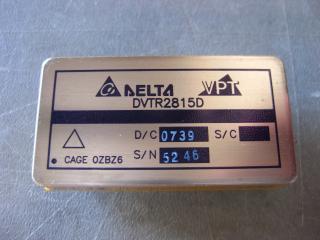 DELTA VPT
DVTR2815D
D/C 0739 S/C
CAGE 0ZBZ6 S/N 5246